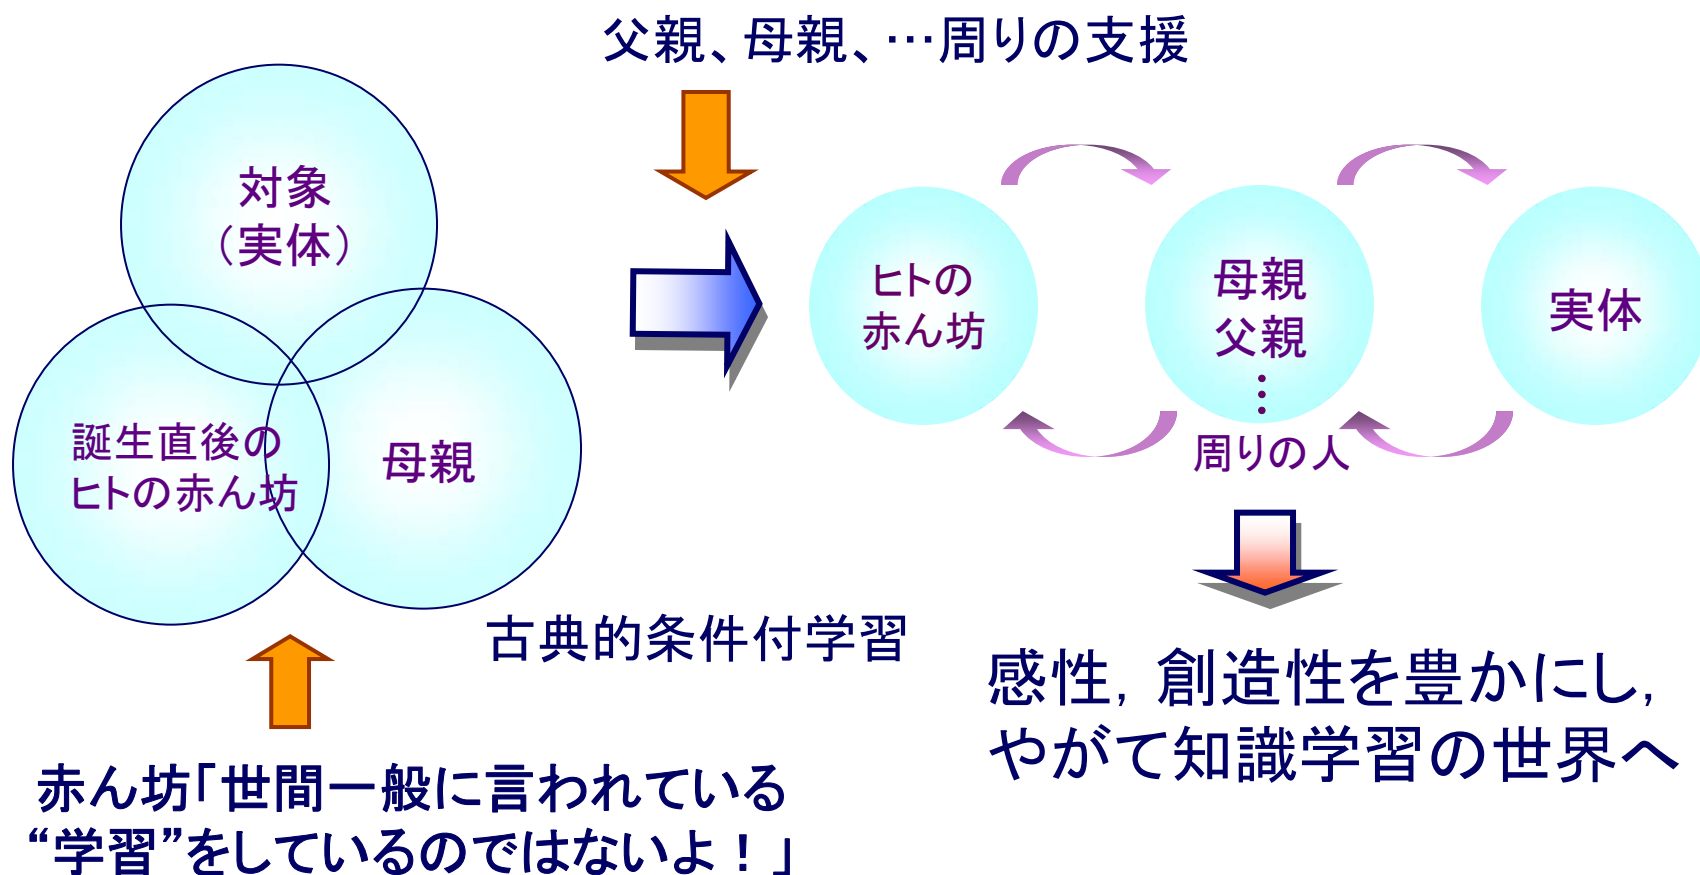 父親、母親、…周りの支援
対象
（実体）
誕生直後の
ヒトの赤ん坊
母親
ヒトの
赤ん坊
母親
父親
…
周りの人
実体
古典的条件付学習
感性, 創造性を豊かにし,
やがて知識学習の世界へ
赤ん坊「世間一般に言われている
“学習”をしているのではないよ！」